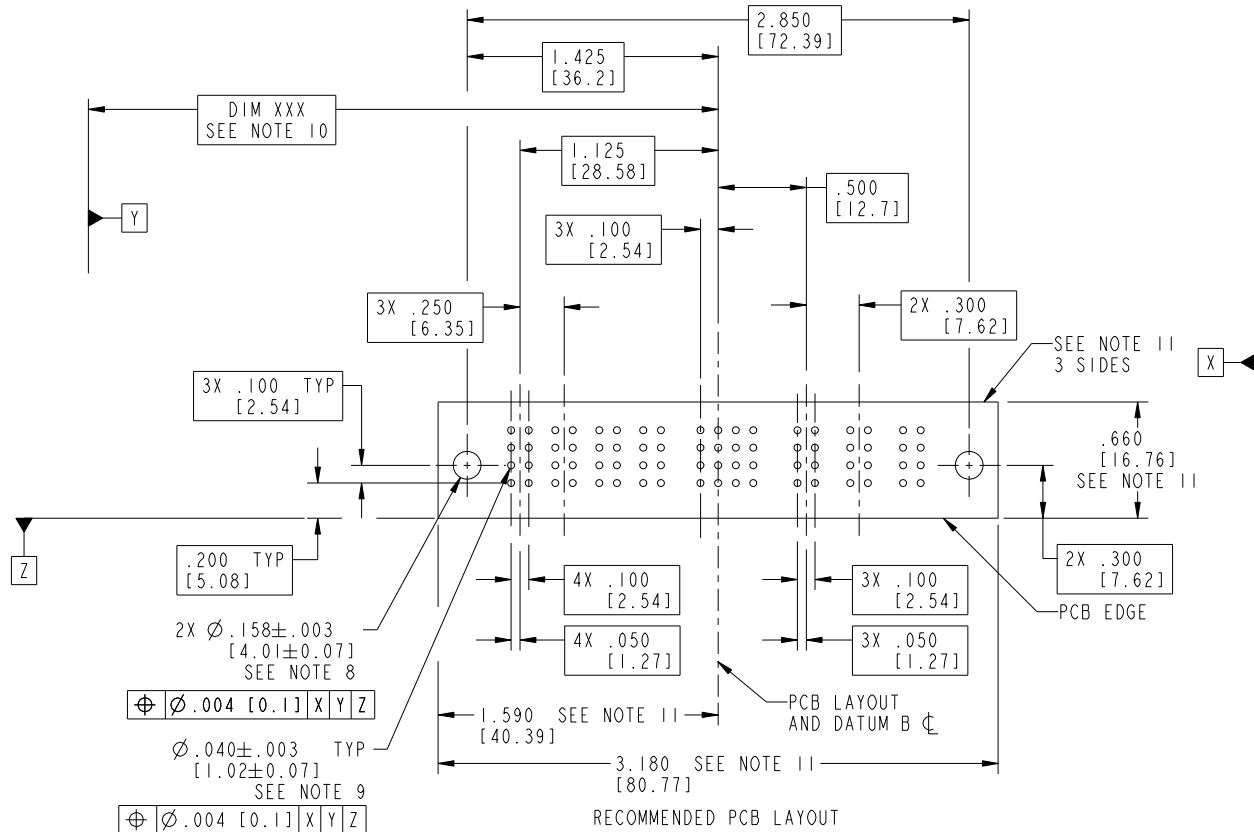 2.850
[72.39]
1.425
[36.2]
DIM XXX
SEE NOTE 10
1.125
[28.58]
.500
[12.7]
Y
3X .100
[2.54]
3X .250
[6.35]
2X .300
[7.62]
SEE NOTE 11
3 SIDES
X
3X .100 TYP
[2.54]
.660
[16.76]
SEE NOTE 11
Z
.200 TYP
[5.08]
4X .100
[2.54]
3X .100
[2.54]
2X .300
[7.62]
PCB EDGE
2X Ø.158±.003
[4.01±0.07]
SEE NOTE 8
4X .050
[1.27]
3X .050
[1.27]
⌖ Ø.004 [0.1] X Y Z
PCB LAYOUT
AND DATUM B ℄
1.590 SEE NOTE 11
[40.39]
Ø.040±.003 TYP
[1.02±0.07]
SEE NOTE 9
3.180 SEE NOTE 11
[80.77]
⌖ Ø.004 [0.1] X Y Z
RECOMMENDED PCB LAYOUT